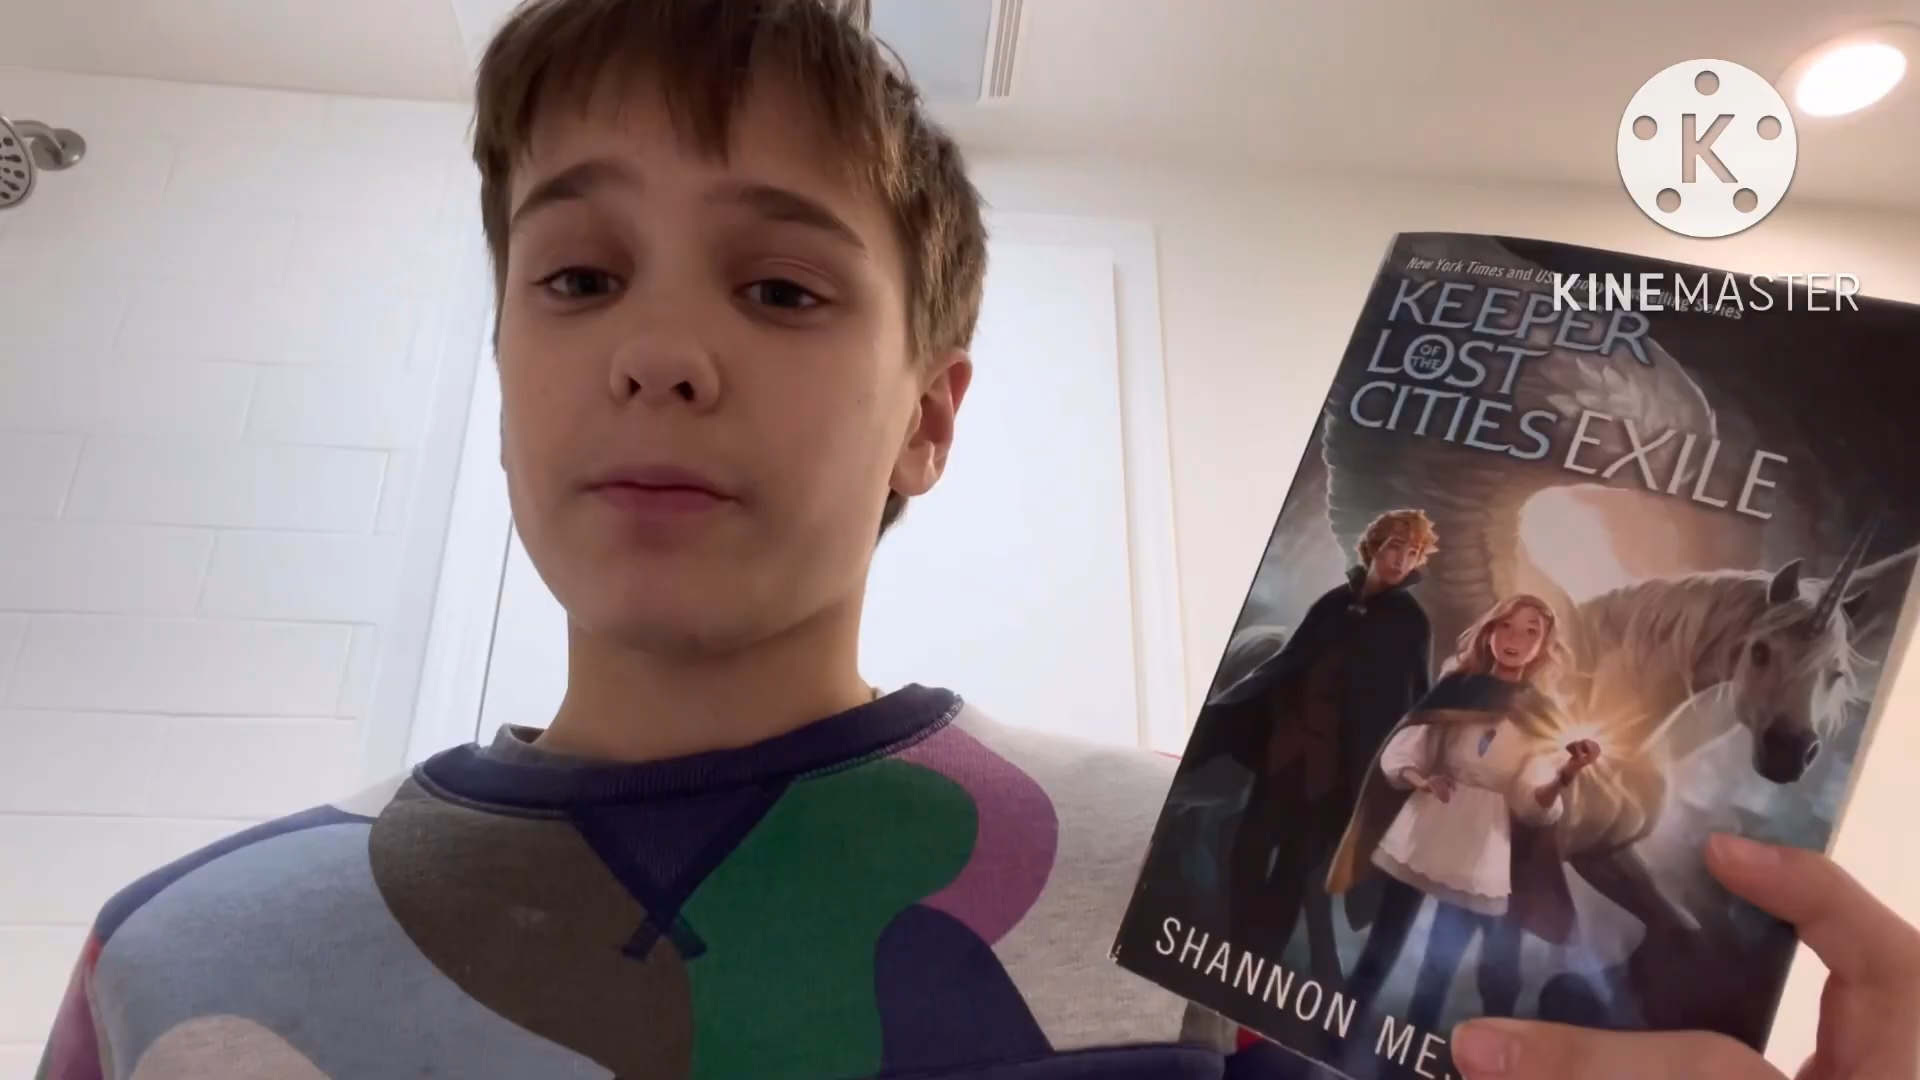 K
KINEMASTER
New York Times and US
Series
KEEPER
OF THE
LOST
CITIES EXILE
SHANNON ME